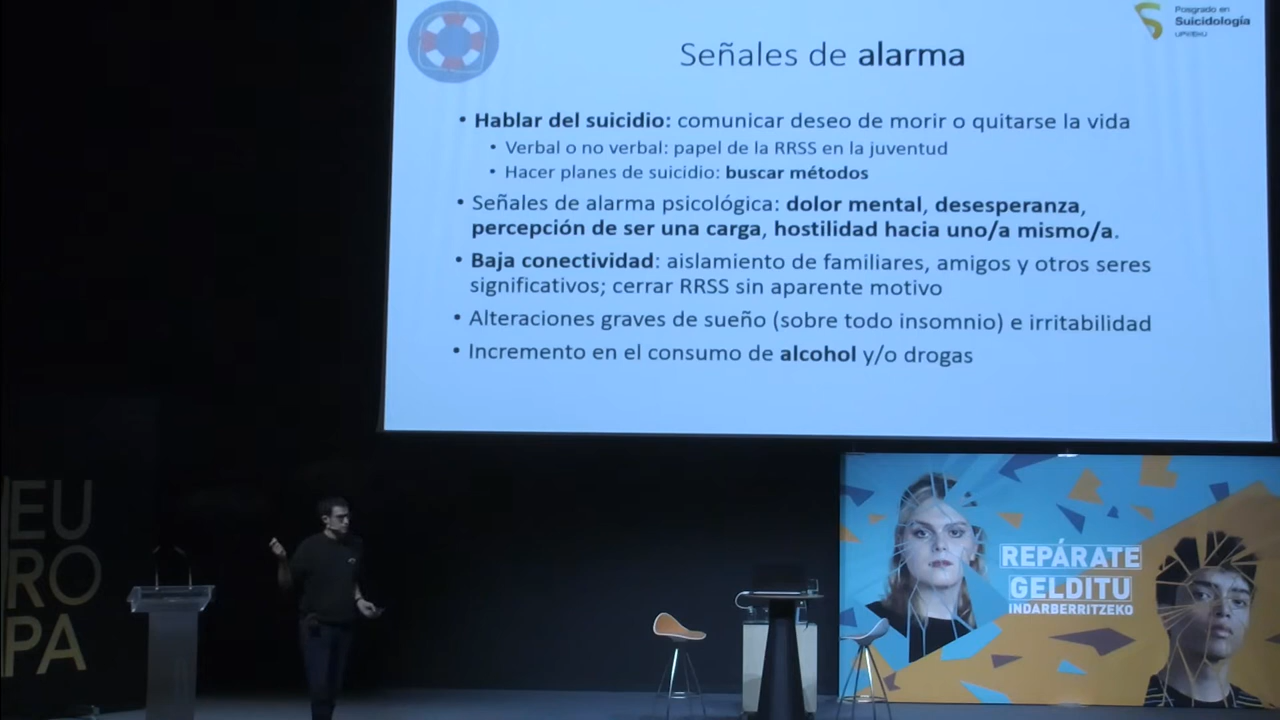 Posgrado en
Suicidología
UPV/EHU
Señales de alarma
• Hablar del suicidio: comunicar deseo de morir o quitarse la vida
• Verbal o no verbal: papel de la RRSS en la juventud
• Hacer planes de suicidio: buscar métodos
• Señales de alarma psicológica: dolor mental, desesperanza,
percepción de ser una carga, hostilidad hacia uno/a mismo/a.
• Baja conectividad: aislamiento de familiares, amigos y otros seres
significativos; cerrar RRSS sin aparente motivo
• Alteraciones graves de sueño (sobre todo insomnio) e irritabilidad
• Incremento en el consumo de alcohol y/o drogas
EU
RO
PA
REPÁRATE
GELDITU
INDARBERRITZEKO